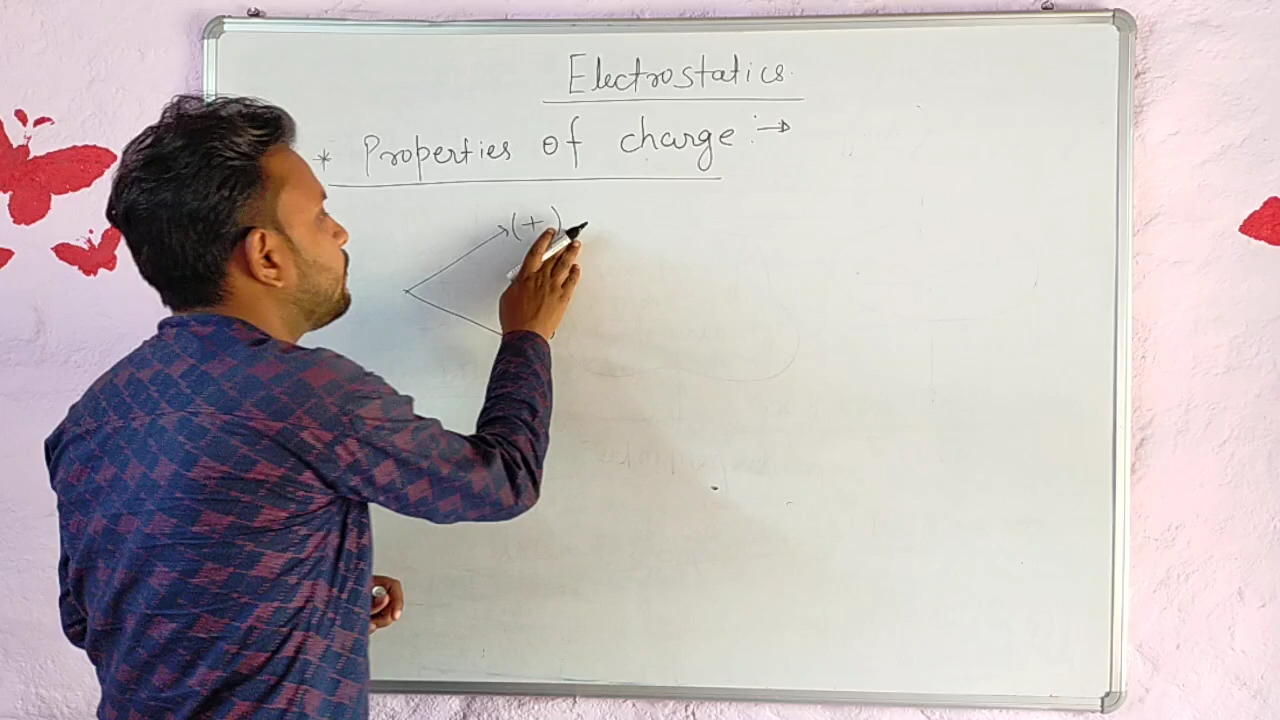 Electrostatics
* Properties of charge :→
(+)